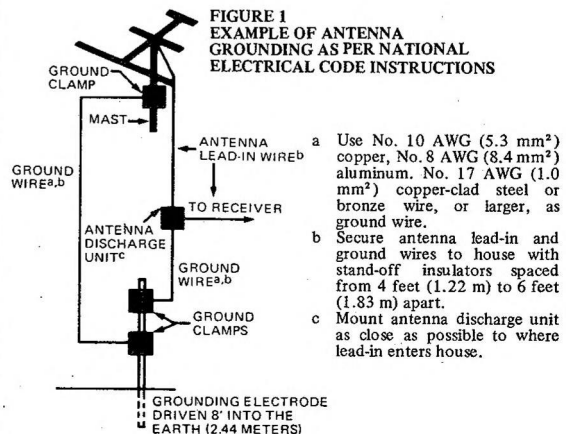 FIGURE 1
EXAMPLE OF ANTENNA
GROUNDING AS PER NATIONAL
ELECTRICAL CODE INSTRUCTIONS
GROUND
CLAMP
MAST
GROUND
WIREa,b
ANTENNA
LEAD-IN WIREb
TO RECEIVER
ANTENNA
DISCHARGE
UNITc
GROUND
WIREa,b
GROUND
CLAMPS
GROUNDING ELECTRODE
DRIVEN 8' INTO THE
EARTH (2.44 METERS)
a Use No. 10 AWG (5.3 mm²)
copper, No. 8 AWG (8.4 mm²)
aluminum. No. 17 AWG (1.0
mm²) copper-clad steel or
bronze wire, or larger, as
ground wire.
b Secure antenna lead-in and
ground wires to house with
stand-off insulators spaced
from 4 feet (1.22 m) to 6 feet
(1.83 m) apart.
c Mount antenna discharge unit
as close as possible to where
lead-in enters house.